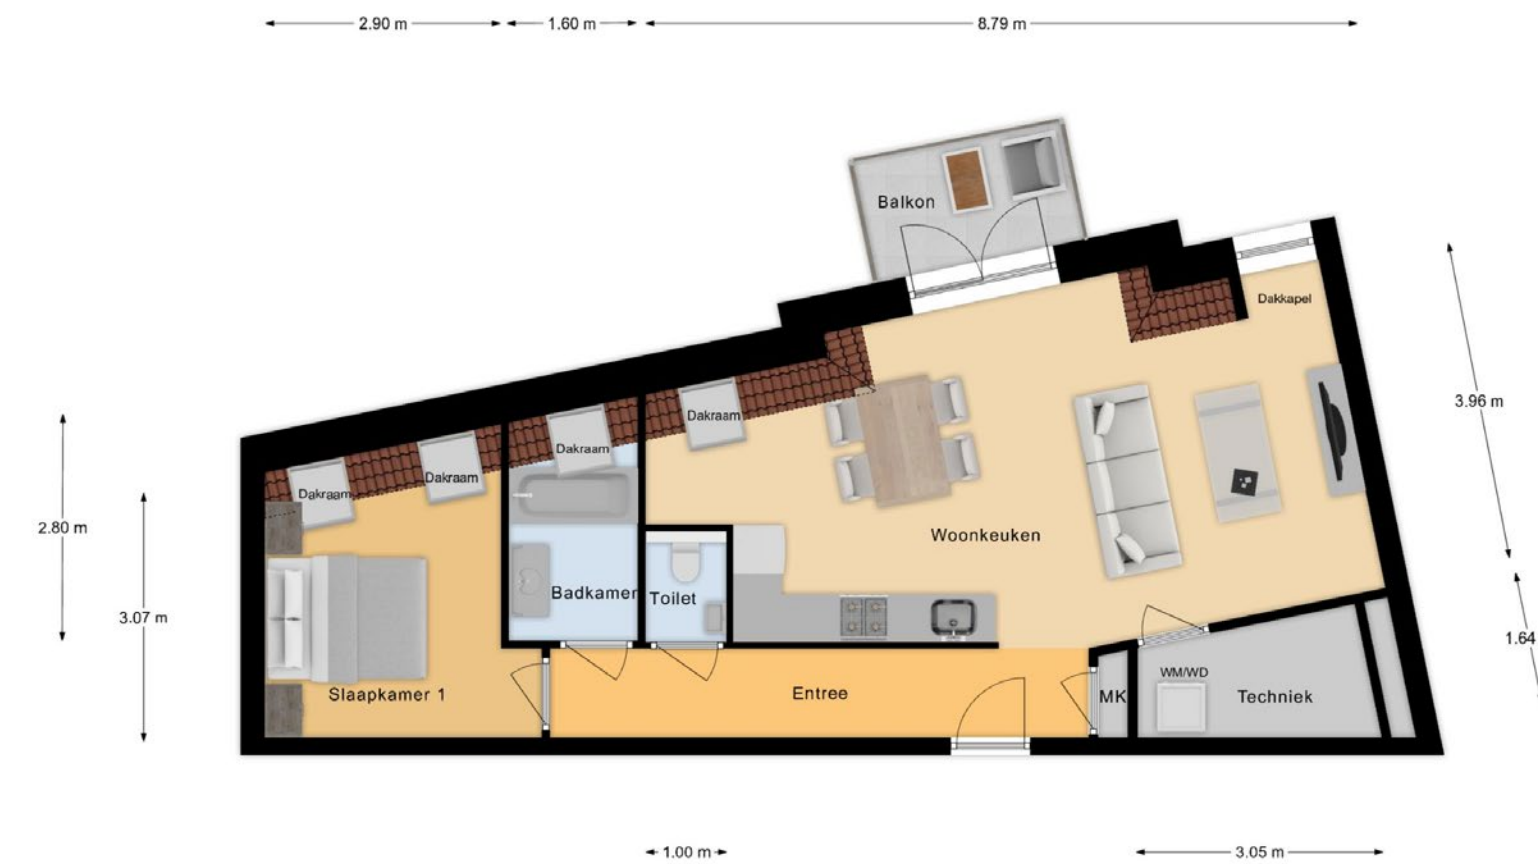 2.90 m
1.60 m
8.79 m
Balkon
Dakkapel
3.96 m
Dakraam
Dakraam
Dakraam
Dakraam
2.80 m
Woonkeuken
Badkamer
Toilet
3.07 m
1.64
WM/WD
Slaapkamer 1
Entree
MK
Techniek
1.00 m
3.05 m